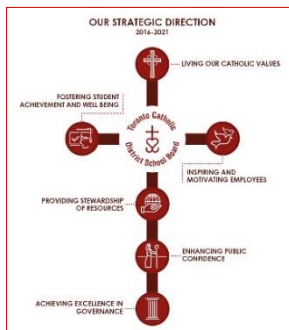 OUR STRATEGIC DIRECTION
2016-2021
LIVING OUR CATHOLIC VALUES
FOSTERING STUDENT
ACHIEVEMENT AND WELL BEING
Toronto Catholic
District School Board
INSPIRING AND
MOTIVATING EMPLOYEES
PROVIDING STEWARDSHIP
OF RESOURCES
ENHANCING PUBLIC
CONFIDENCE
ACHIEVING EXCELLENCE IN
GOVERNANCE